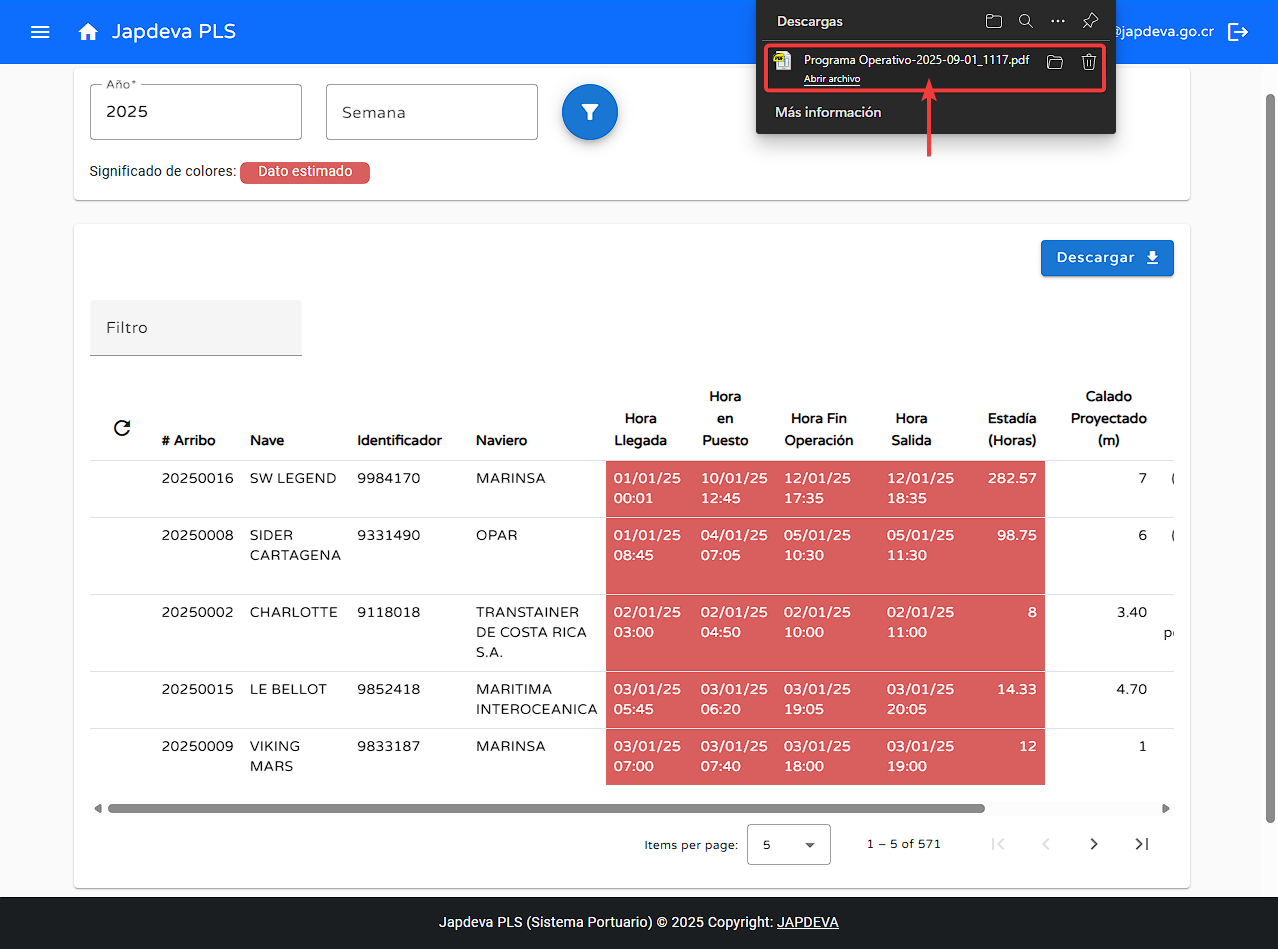 Japdeva PLS
@japdeva.go.cr
Descargas
Programa Operativo-2025-09-01_1117.pdf
Abrir archivo
Más información
Año*
2025
Semana
Significado de colores: Dato estimado
Descargar
Filtro
# Arribo Nave Identificador Naviero Hora Llegada Hora en Puesto Hora Fin Operación Hora Salida Estadía (Horas) Calado Proyectado (m)
20250016 SW LEGEND 9984170 MARINSA 01/01/25 00:01 10/01/25 12:45 12/01/25 17:35 12/01/25 18:35 282.57 7 (
20250008 SIDER CARTAGENA 9331490 OPAR 01/01/25 08:45 04/01/25 07:05 05/01/25 10:30 05/01/25 11:30 98.75 6 (
20250002 CHARLOTTE 9118018 TRANSTAINER DE COSTA RICA S.A. 02/01/25 03:00 02/01/25 04:50 02/01/25 10:00 02/01/25 11:00 8 3.40
20250015 LE BELLOT 9852418 MARITIMA INTEROCEANICA 03/01/25 05:45 03/01/25 06:20 03/01/25 19:05 03/01/25 20:05 14.33 4.70
20250009 VIKING MARS 9833187 MARINSA 03/01/25 07:00 03/01/25 07:40 03/01/25 18:00 03/01/25 19:00 12 1
Items per page: 5 1 – 5 of 571
Japdeva PLS (Sistema Portuario) © 2025 Copyright: JAPDEVA